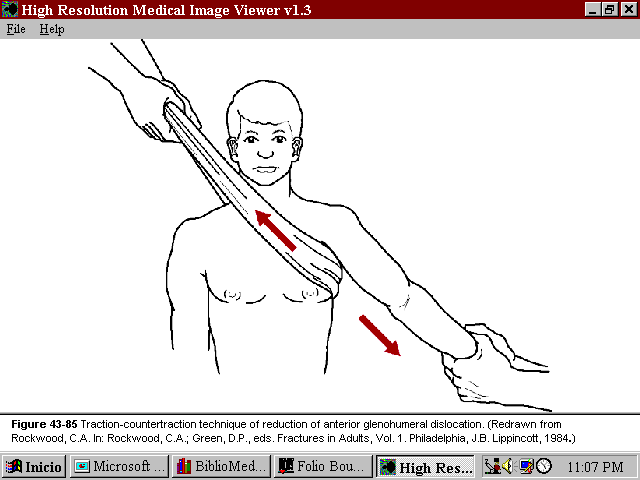 High Resolution Medical Image Viewer v1.3
File Help
Figure 43-85 Traction-countertraction technique of reduction of anterior glenohumeral dislocation. (Redrawn from
Rockwood, C.A. In: Rockwood, C.A.; Green, D.P., eds. Fractures in Adults, Vol. 1. Philadelphia, J.B. Lippincott, 1984.)
Inicio Microsoft ... BiblioMed... Folio Bou... High Res... 11:07 PM